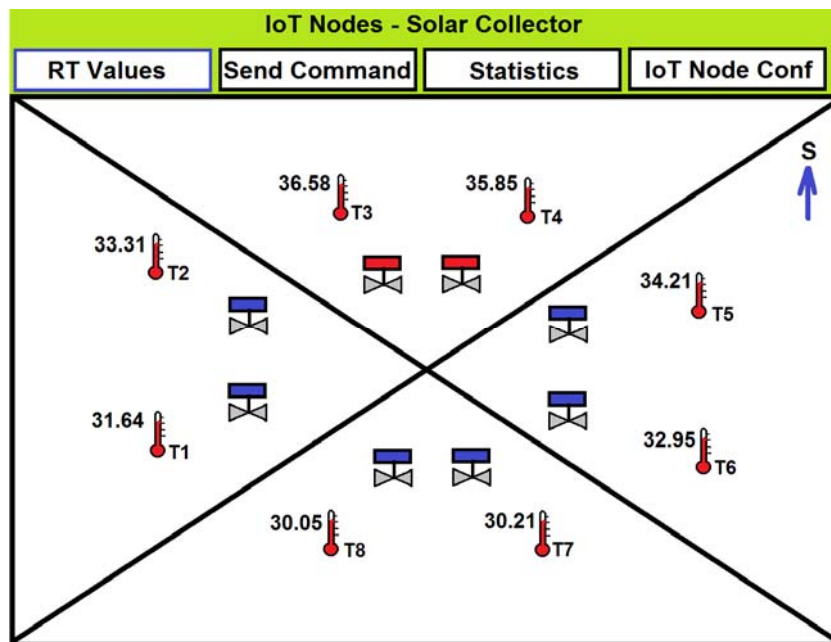 IoT Nodes - Solar Collector
RT Values
Send Command
Statistics
IoT Node Conf
S
36.58
T3
35.85
T4
33.31
T2
34.21
T5
31.64
T1
32.95
T6
30.05
T8
30.21
T7